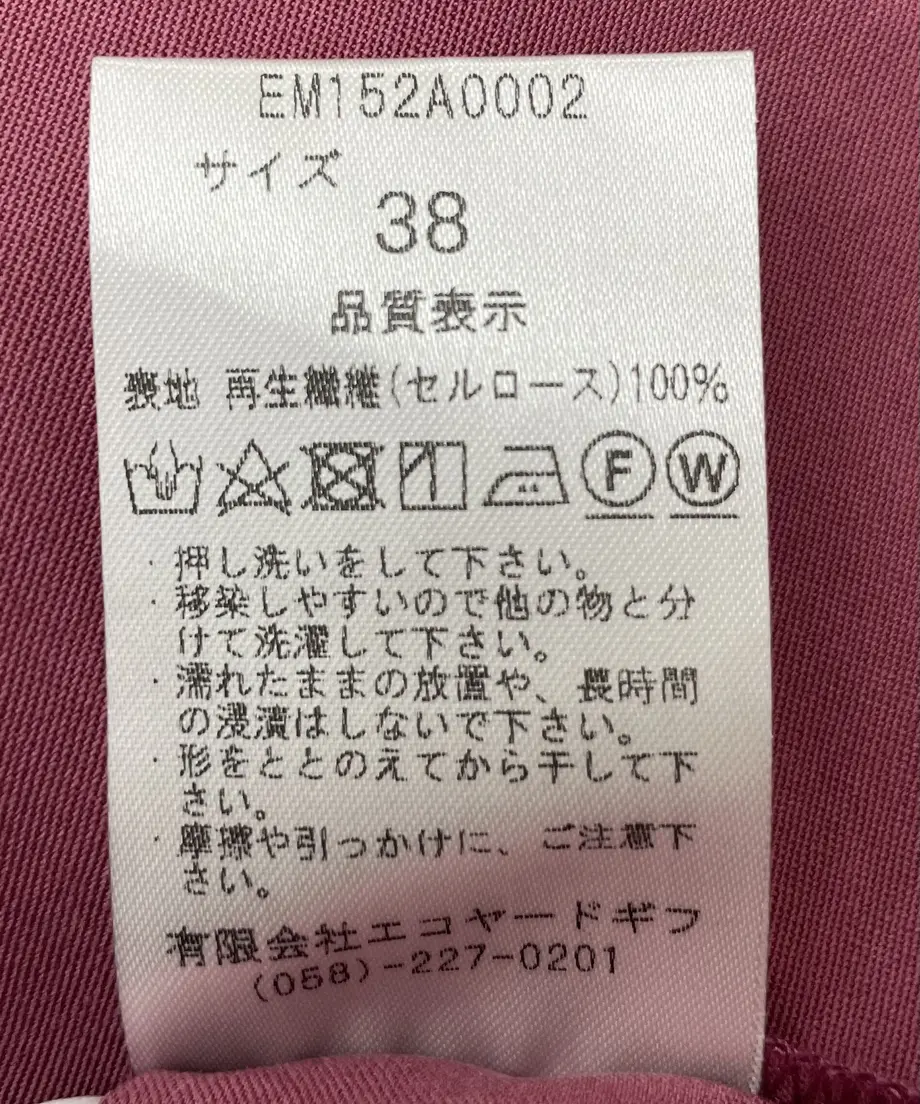 EM152A0002
サイズ
38
品質表示
表地 再生繊維(セルロース)100%
F W
・押し洗いをして下さい。
・移染しやすいので他の物と分
けて洗濯して下さい。
・濡れたままの放置や、長時間
の浸漬はしないで下さい。
・形をととのえてから干して下
さい。
・摩擦や引っかけに、ご注意下
さい。
有限会社エコヤードギフ
(058)-227-0201